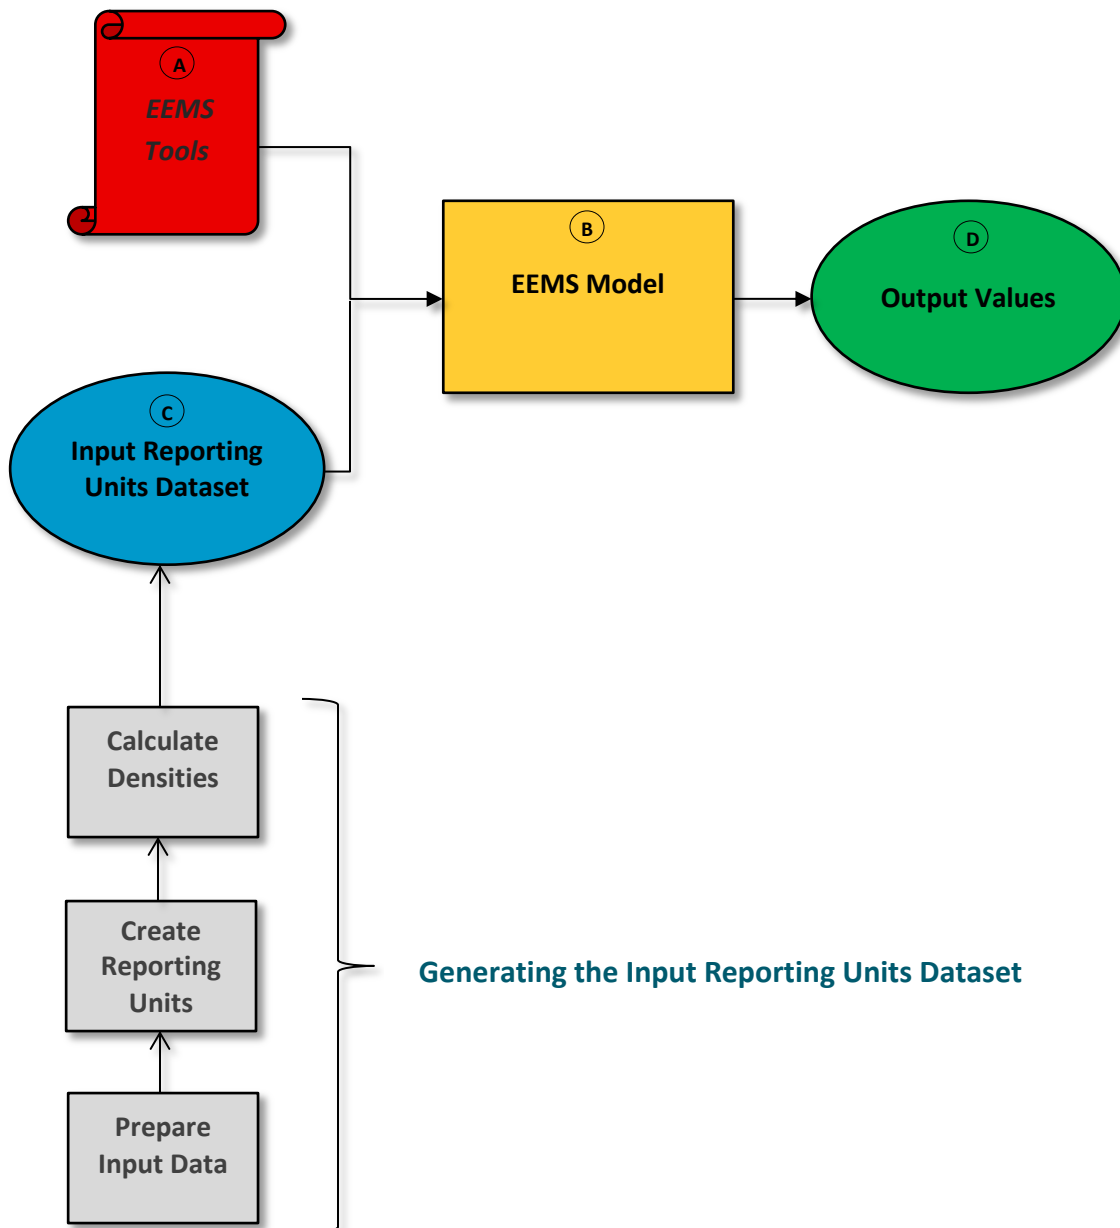 A
EEMS
Tools
B
EEMS Model
D
Output Values
C
Input Reporting
Units Dataset
Calculate
Densities
Create
Reporting
Units
Generating the Input Reporting Units Dataset
Prepare
Input Data